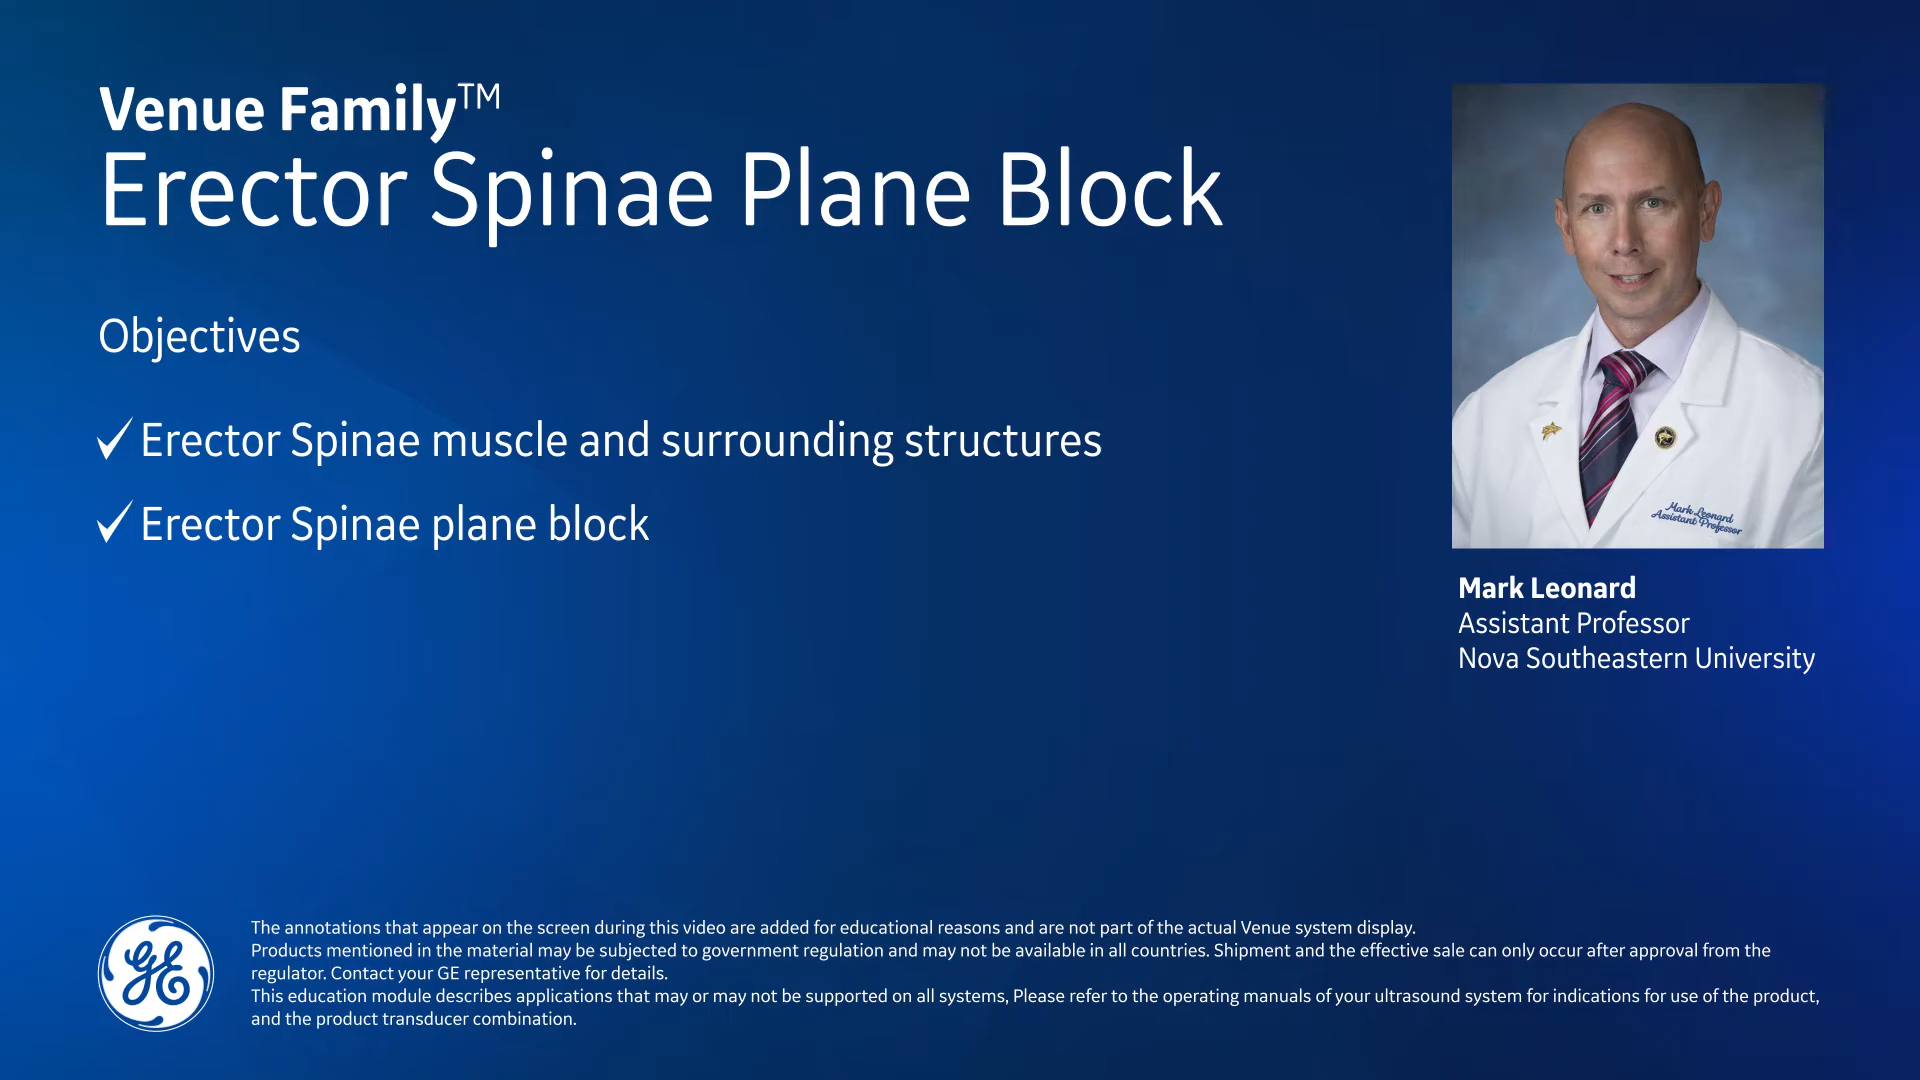 Venue Family™
Erector Spinae Plane Block
Objectives
✓ Erector Spinae muscle and surrounding structures
✓ Erector Spinae plane block
Mark Leonard
Assistant Professor
Mark Leonard
Assistant Professor
Nova Southeastern University
GE
The annotations that appear on the screen during this video are added for educational reasons and are not part of the actual Venue system display.
Products mentioned in the material may be subjected to government regulation and may not be available in all countries. Shipment and the effective sale can only occur after approval from the
regulator. Contact your GE representative for details.
This education module describes applications that may or may not be supported on all systems, Please refer to the operating manuals of your ultrasound system for indications for use of the product,
and the product transducer combination.